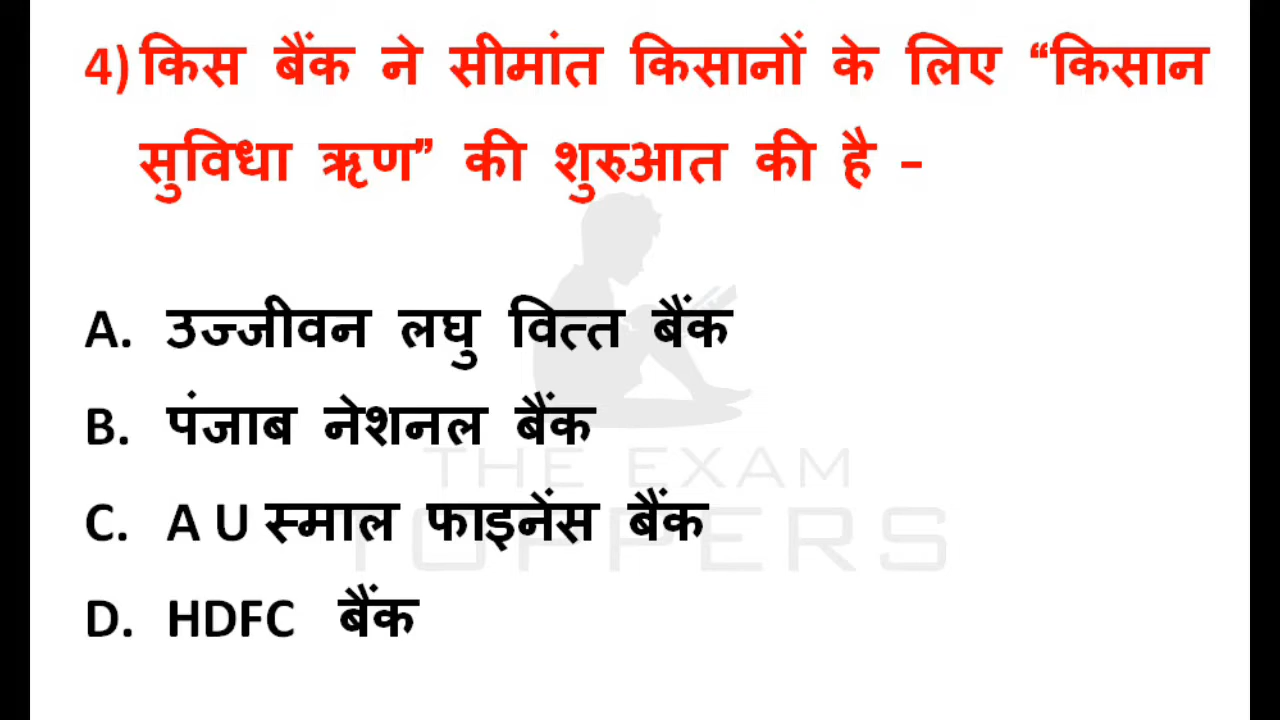 4) किस बैंक ने सीमांत किसानों के लिए “किसान
सुविधा ऋण” की शुरुआत की है –
A. उज्जीवन लघु वित्त बैंक
B. पंजाब नेशनल बैंक
THE EXAM
C. A U स्माल फाइनेंस बैंक
TOPPERS
D. HDFC बैंक